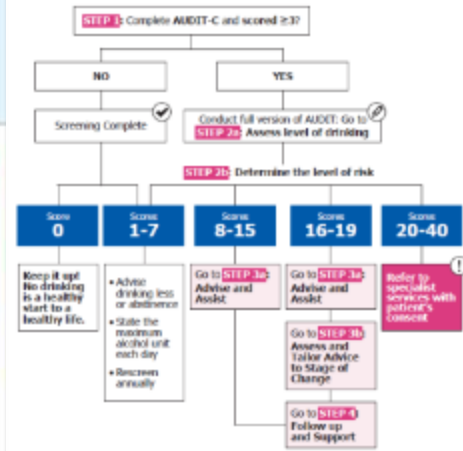 STEP 1: Complete AUDIT-C and scored ≥3?
NO
YES
Screening Complete
Conduct full version of AUDIT: Go to
STEP 2a: Assess level of drinking
STEP 2b: Determine the level of risk
Score
0
Scores
1-7
Scores
8-15
Scores
16-19
Scores
20-40
Keep it up!
No drinking
is a healthy
start to a
healthy life.
• Advise
drinking less
or abstinence
• State the
maximum
alcohol unit
each day
• Rescreen
annually
Go to STEP 3a:
Advise and
Assist
Go to STEP 3a:
Advise and
Assist
Go to STEP 3b:
Assess and
Tailor Advice
to Stage of
Change
Go to STEP 4:
Follow up
and Support
!
Refer to
specialist
services with
patient's
consent